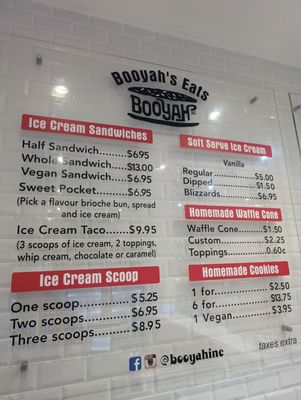 Booyah's Eats
BOOYAH
Ice Cream Sandwiches
Half Sandwich..........$6.95
Whole Sandwich.......$13.00
Vegan Sandwich.......$6.95
Sweet Pocket............$6.95
(Pick a flavour brioche bun, spread
and ice cream)
Ice Cream Taco.......$9.95
(3 scoops of ice cream, 2 toppings,
whip cream, chocolate or caramel)
Ice Cream Scoop
One scoop.................$ 5.25
Two scoops...............$6.95
Three scoops............$8.95
Soft Serve Ice Cream
Vanilla
Regular....................$5.00
Dipped....................$1.50
Blizzards.................$6.95
Homemade Waffle Cone
Waffle Cone............$1.50
Custom...................$2.25
Toppings.................0.60¢
Homemade Cookies
1 for.......................$2.50
6 for.......................$13.75
1 Vegan..................$3.95
@booyahinc
taxes extra